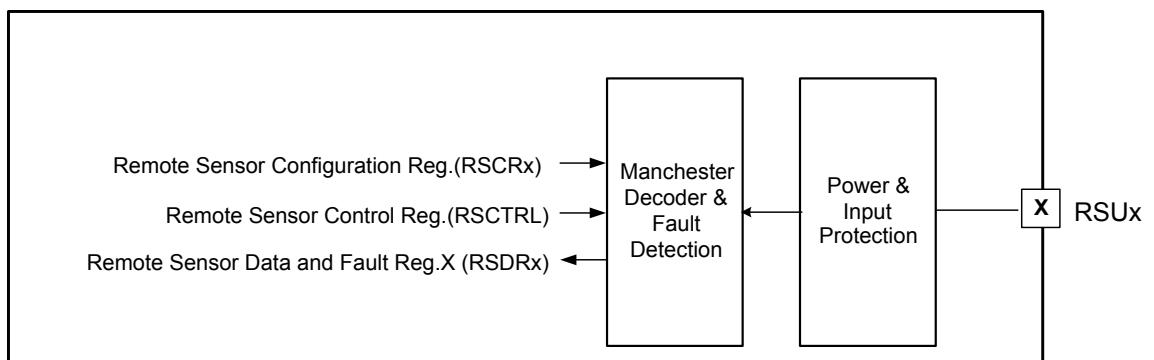 Remote Sensor Configuration Reg.(RSCRx)
Remote Sensor Control Reg.(RSCTRL)
Remote Sensor Data and Fault Reg.X (RSDRx)
Manchester
Decoder &
Fault
Detection
Power &
Input
Protection
X
RSUx